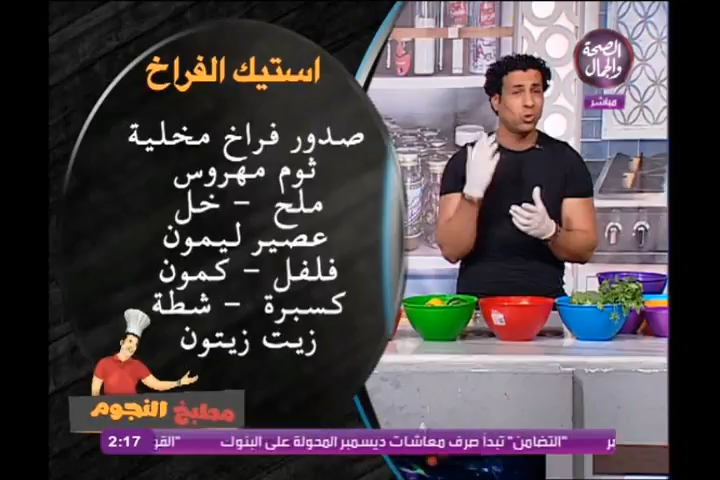 استيك الفراخ
صدور فراخ مخلية
ثوم مهروس
ملح - خل
عصير ليمون
فلفل - كمون
كسبرة - شطة
زيت زيتون
مطبخ النجوم
الصحة
والجمال
مباشر
2:17
"التضامن" تبدأ صرف معاشات ديسمبر المحولة على البنوك
"القر